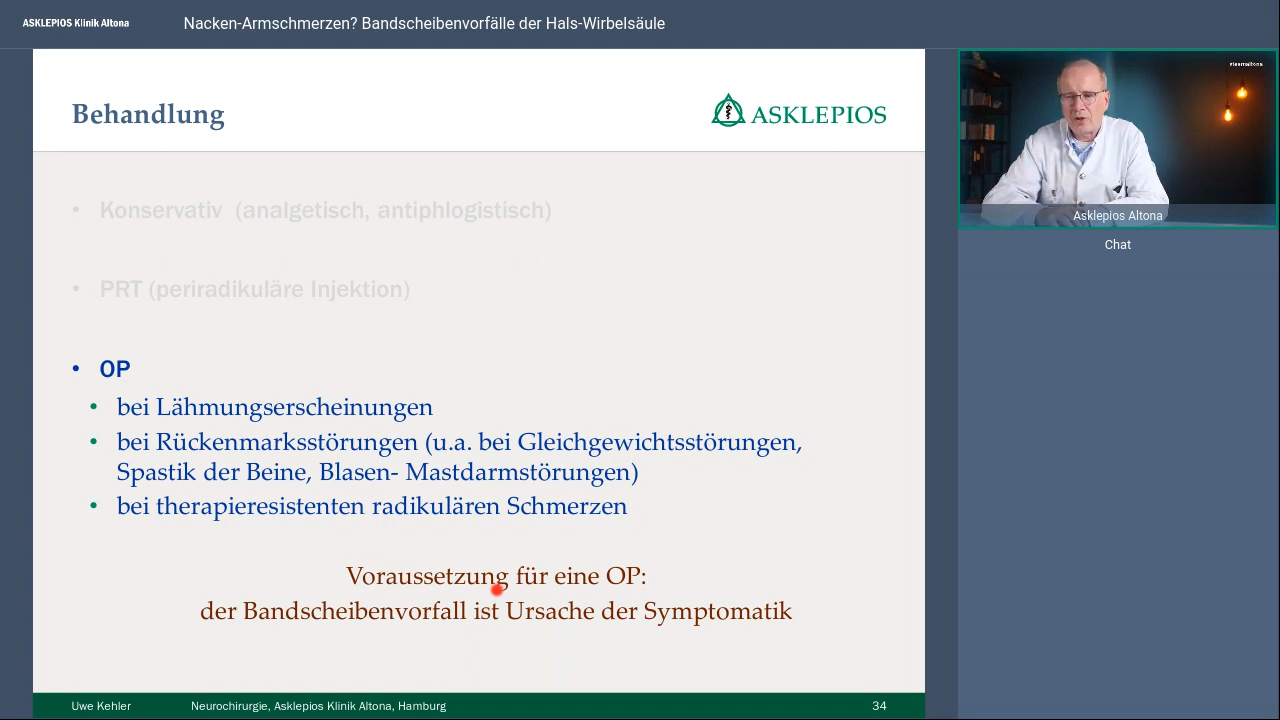 ASKLEPIOS Klinik Altona
Nacken-Armschmerzen? Bandscheibenvorfälle der Hals-Wirbelsäule
Behandlung
ASKLEPIOS
#teamaltona
Asklepios Altona
Chat
• Konservativ (analgetisch, antiphlogistisch)
• PRT (periradikuläre Injektion)
• OP
• bei Lähmungserscheinungen
• bei Rückenmarksstörungen (u.a. bei Gleichgewichtsstörungen,
Spastik der Beine, Blasen- Mastdarmstörungen)
• bei therapieresistenten radikulären Schmerzen
Voraussetzung für eine OP:
der Bandscheibenvorfall ist Ursache der Symptomatik
Uwe Kehler
Neurochirurgie, Asklepios Klinik Altona, Hamburg
34